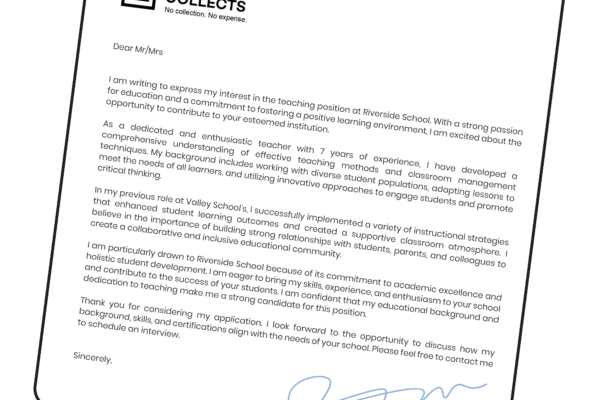 COLLECTS
No collection. No expense.
Dear Mr/Mrs
I am writing to express my interest in the teaching position at Riverside School. With a strong passion
for education and a commitment to fostering a positive learning environment, I am excited about the
opportunity to contribute to your esteemed institution.
As a dedicated and enthusiastic teacher with 7 years of experience, I have developed a
comprehensive understanding of effective teaching methods and classroom management
techniques. My background includes working with diverse student populations, adapting lessons to
meet the needs of all learners, and utilizing innovative approaches to engage students and promote
critical thinking.
In my previous role at Valley School's, I successfully implemented a variety of instructional strategies
that enhanced student learning outcomes and created a supportive classroom atmosphere. I
believe in the importance of building strong relationships with students, parents, and colleagues to
create a collaborative and inclusive educational community.
I am particularly drawn to Riverside School because of its commitment to academic excellence and
holistic student development. I am eager to bring my skills, experience, and enthusiasm to your school
and contribute to the success of your students. I am confident that my educational background and
dedication to teaching make me a strong candidate for this position.
Thank you for considering my application. I look forward to the opportunity to discuss how my
background, skills, and certifications align with the needs of your school. Please feel free to contact me
to schedule an interview.
Sincerely,